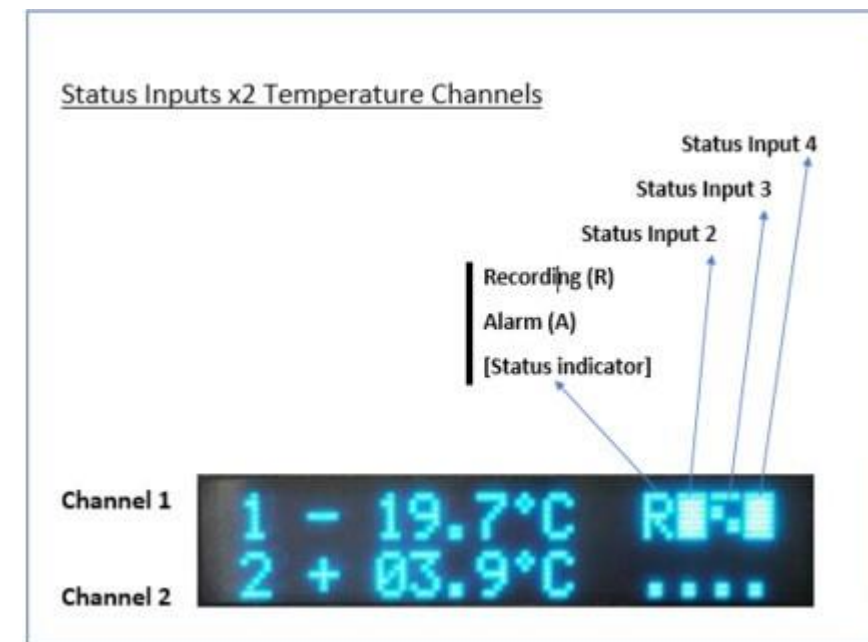 Status Inputs x2 Temperature Channels
Status Input 4
Status Input 3
Status Input 2
Recording (R)
Alarm (A)
[Status indicator]
Channel 1
1 - 19.7°C R
2 + 03.9°C ....
Channel 2